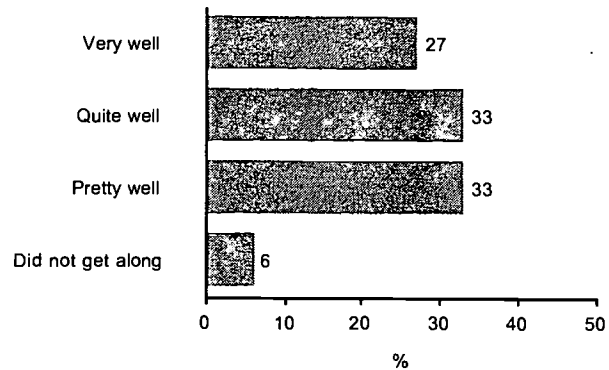 Very well 27
Quite well 33
Pretty well 33
Did not get along 6
0 10 20 30 40 50
%